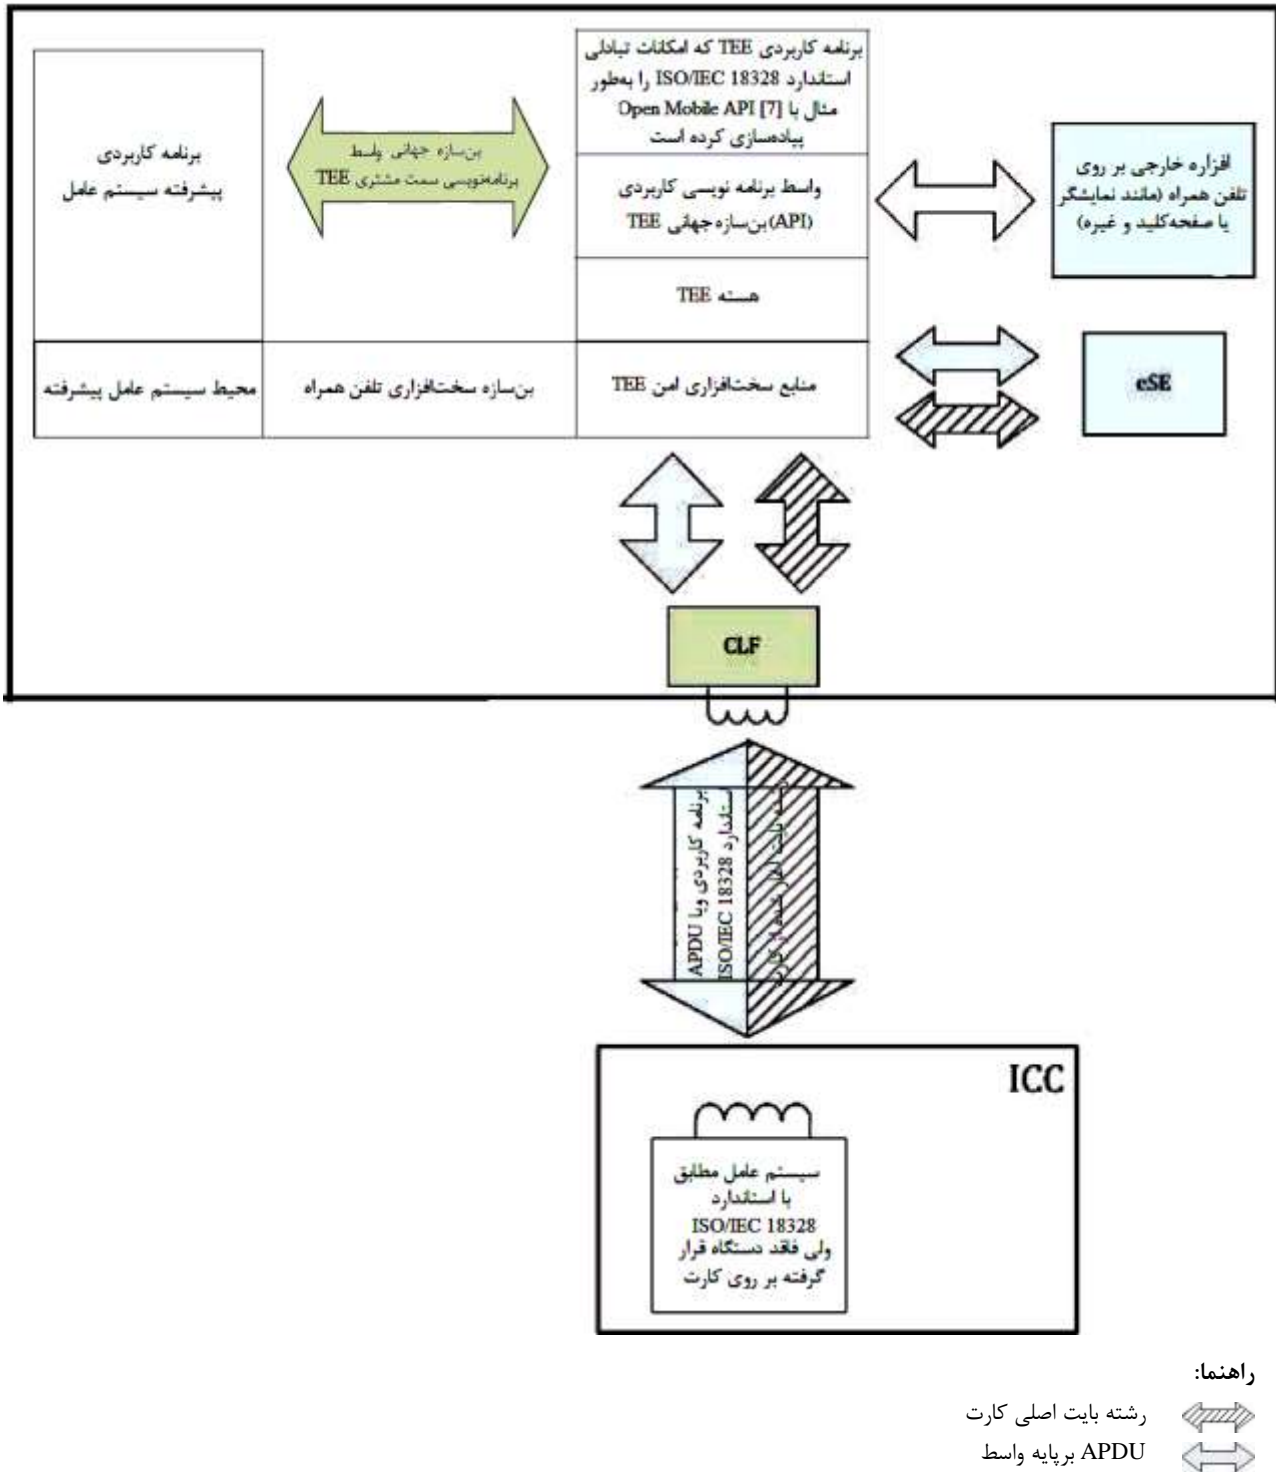 برنامه کاربردی TEE که امکانات تبادلی
استاندارد ISO/IEC 18328 را به‌طور
مثال با Open Mobile API [7]
پیاده‌سازی کرده است
واسط برنامه نویسی کاربردی
(API)بن‌سازه جهانی TEE
هسته TEE
منابع سخت‌افزاری امن TEE
بن‌سازه جهانی واسط
برنامه‌نویسی سمت مشتری TEE
برنامه کاربردی
پیشرفته سیستم عامل
محیط سیستم عامل پیشرفته
بن‌سازه سخت‌افزاری تلفن همراه
افزاره خارجی بر روی
تلفن همراه (مانند نمایشگر
یا صفحه‌کلید و غیره)
eSE
CLF
برنامه کاربردی ویا APDU
استاندارد ISO/IEC 18328
ICC
سیستم عامل مطابق
با استاندارد
ISO/IEC 18328
ولی فاقد دستگاه قرار
گرفته بر روی کارت
راهنما:
رشته بایت اصلی کارت
APDU برپایه واسط